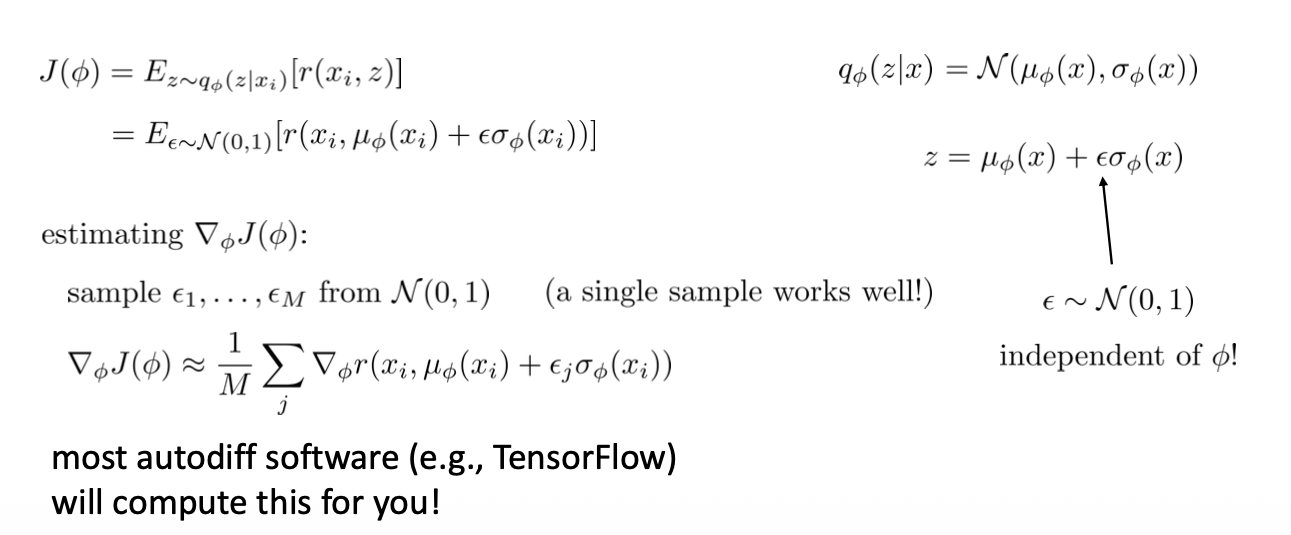 J(φ) = E_{z∼q_φ(z|x_i)}[r(x_i, z)]
= E_{ϵ∼𝒩(0,1)}[r(x_i, μ_φ(x_i) + ϵσ_φ(x_i))]
estimating ∇_φJ(φ):
sample ϵ_1, . . . , ϵ_M from 𝒩(0, 1) (a single sample works well!)
∇_φJ(φ) ≈ \frac{1}{M} ∑_j ∇_φr(x_i, μ_φ(x_i) + ϵ_jσ_φ(x_i))
most autodiff software (e.g., TensorFlow)
will compute this for you!
q_φ(z|x) = 𝒩(μ_φ(x), σ_φ(x))
z = μ_φ(x) + ϵσ_φ(x)
ϵ ∼ 𝒩(0, 1)
independent of φ!